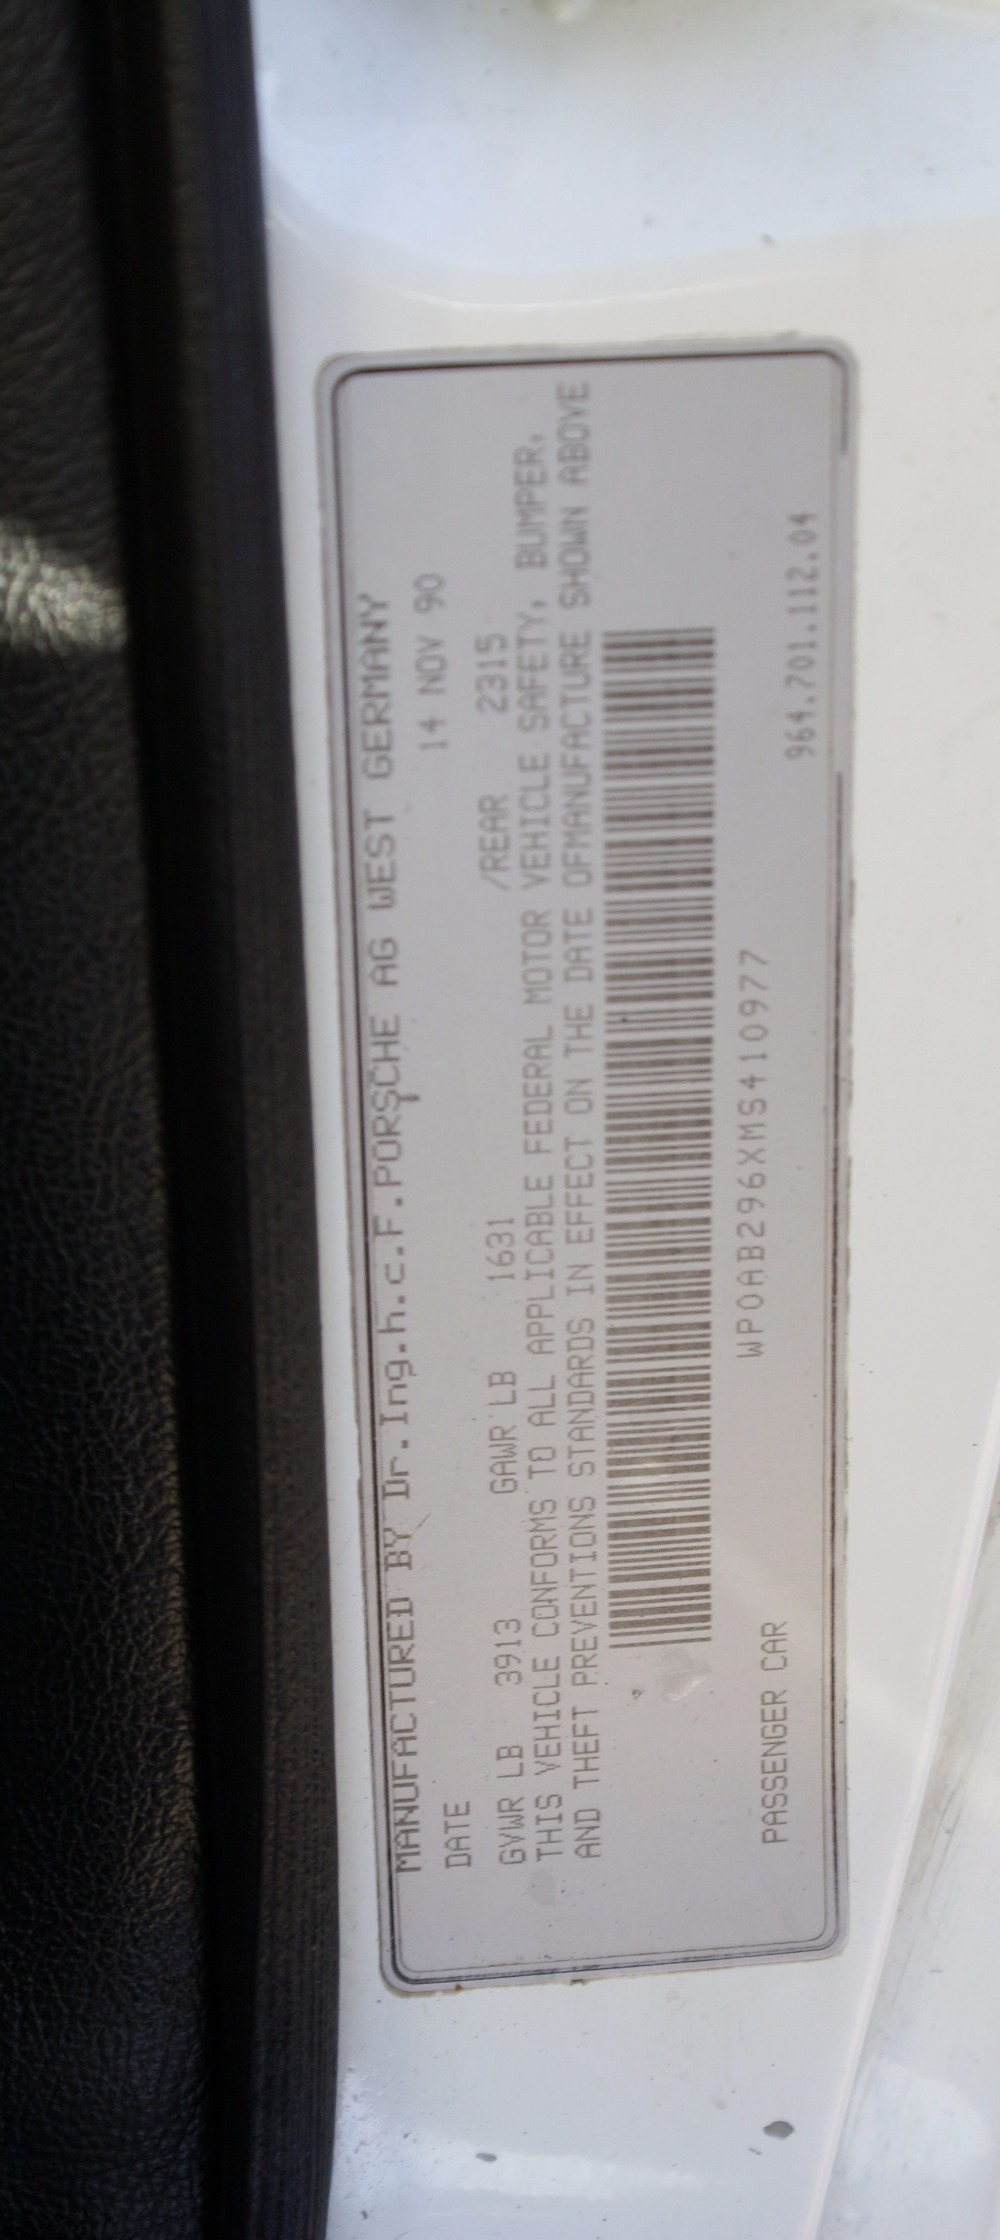 MANUFACTURED BY Dr.Ing.h.c.F.PORSCHE AG WEST GERMANY
DATE 14 NOV 90
GVWR LB 3913 GAWR LB 1631 /REAR 2315
THIS VEHICLE CONFORMS TO ALL APPLICABLE FEDERAL MOTOR VEHICLE SAFETY, BUMPER,
AND THEFT PREVENTIONS STANDARDS IN EFFECT ON THE DATE OFMANUFACTURE SHOWN ABOVE
WP0AB296XMS410977
PASSENGER CAR 964.701.112.04